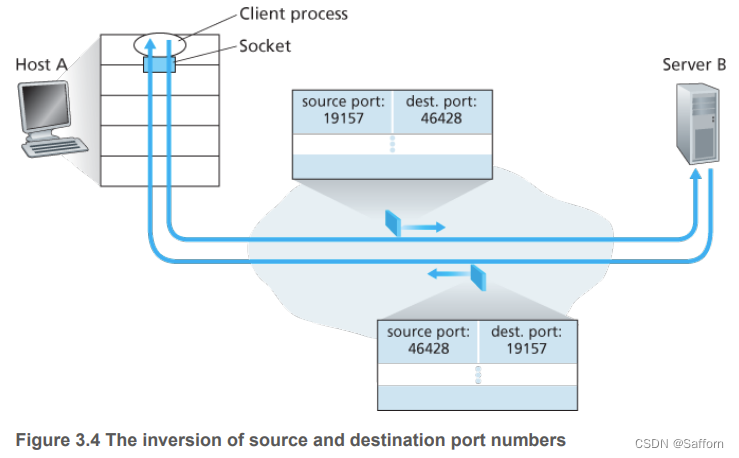 Client process
Socket
Host A
Server B
source port: dest. port:
19157 46428
source port: dest. port:
46428 19157
Figure 3.4 The inversion of source and destination port numbers
CSDN @Safforn